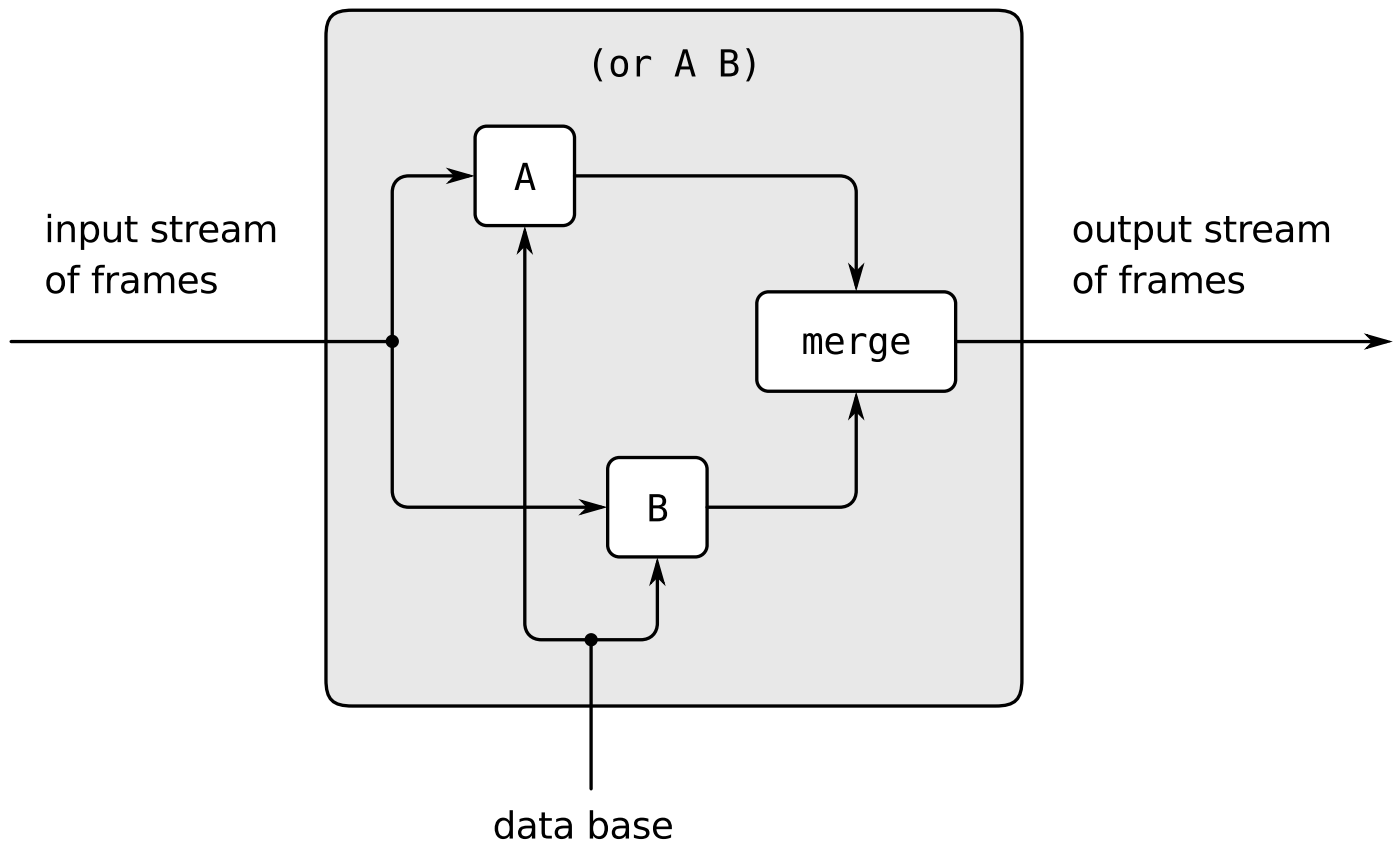 (or A B)
A
input stream
of frames
output stream
of frames
merge
B
data base